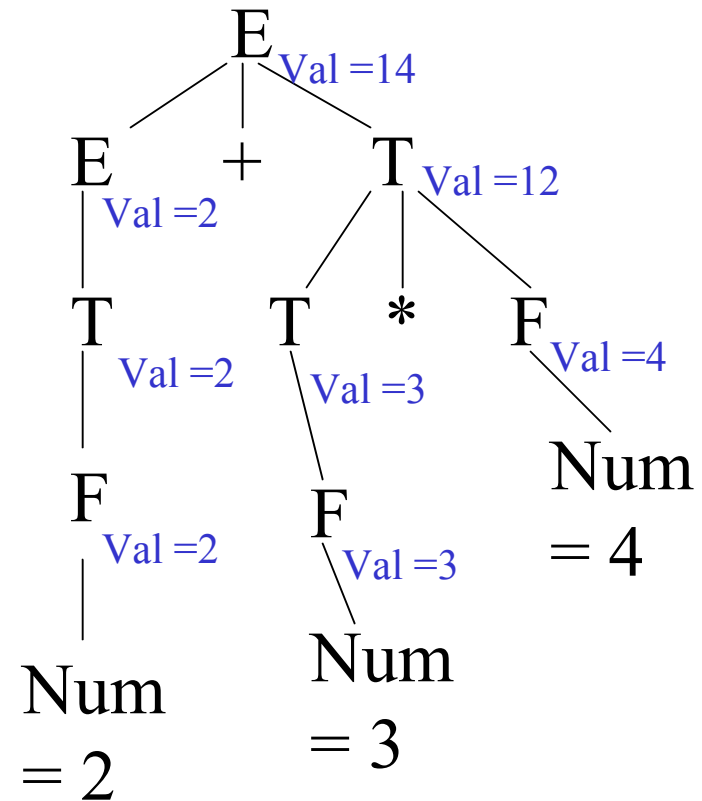 E
Val =14
E + T
Val =2 Val =12
T T * F
Val =2 Val =3 Val =4
F F Num
= 4
Val =2 Val =3
Num Num
= 2 = 3